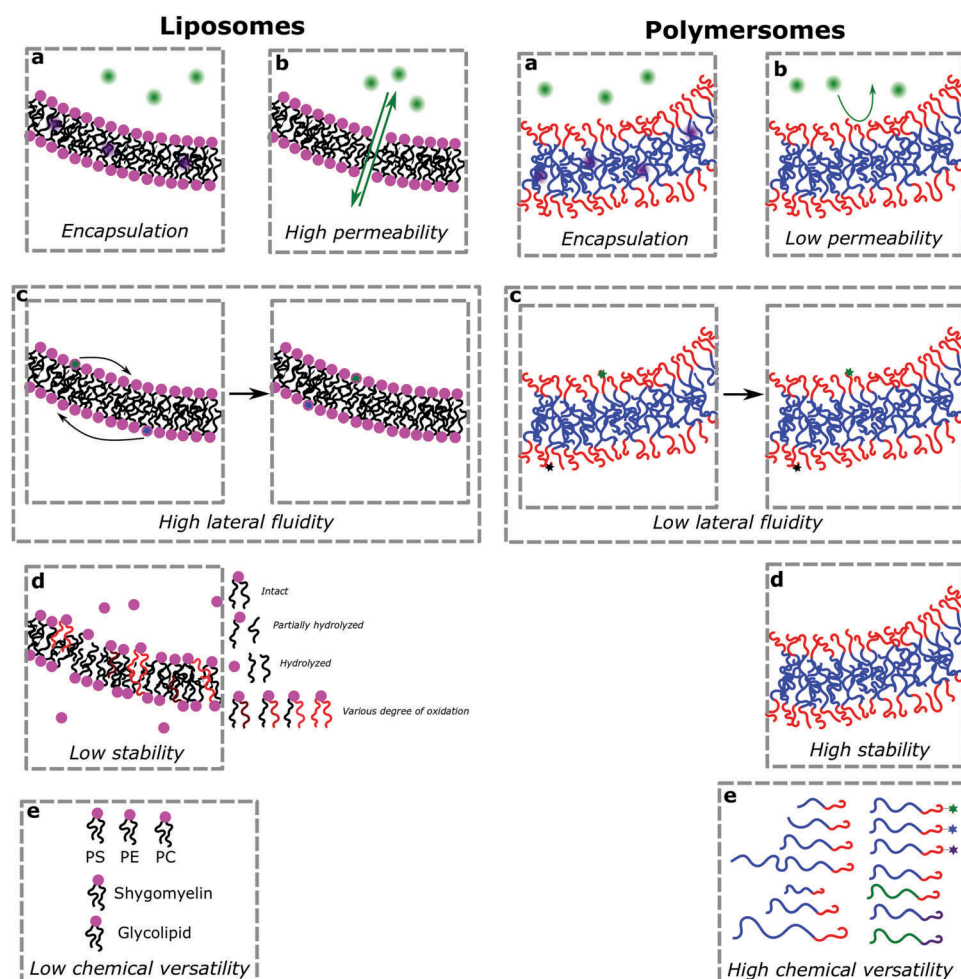 Liposomes
Polymersomes
a
Encapsulation
b
High permeability
a
Encapsulation
b
Low permeability
c
High lateral fluidity
c
Low lateral fluidity
d
Low stability
Intact
Partially hydrolyzed
Hydrolyzed
Various degree of oxidation
d
High stability
e
PS PE PC
Shygomyelin
Glycolipid
Low chemical versatility
e
High chemical versatility